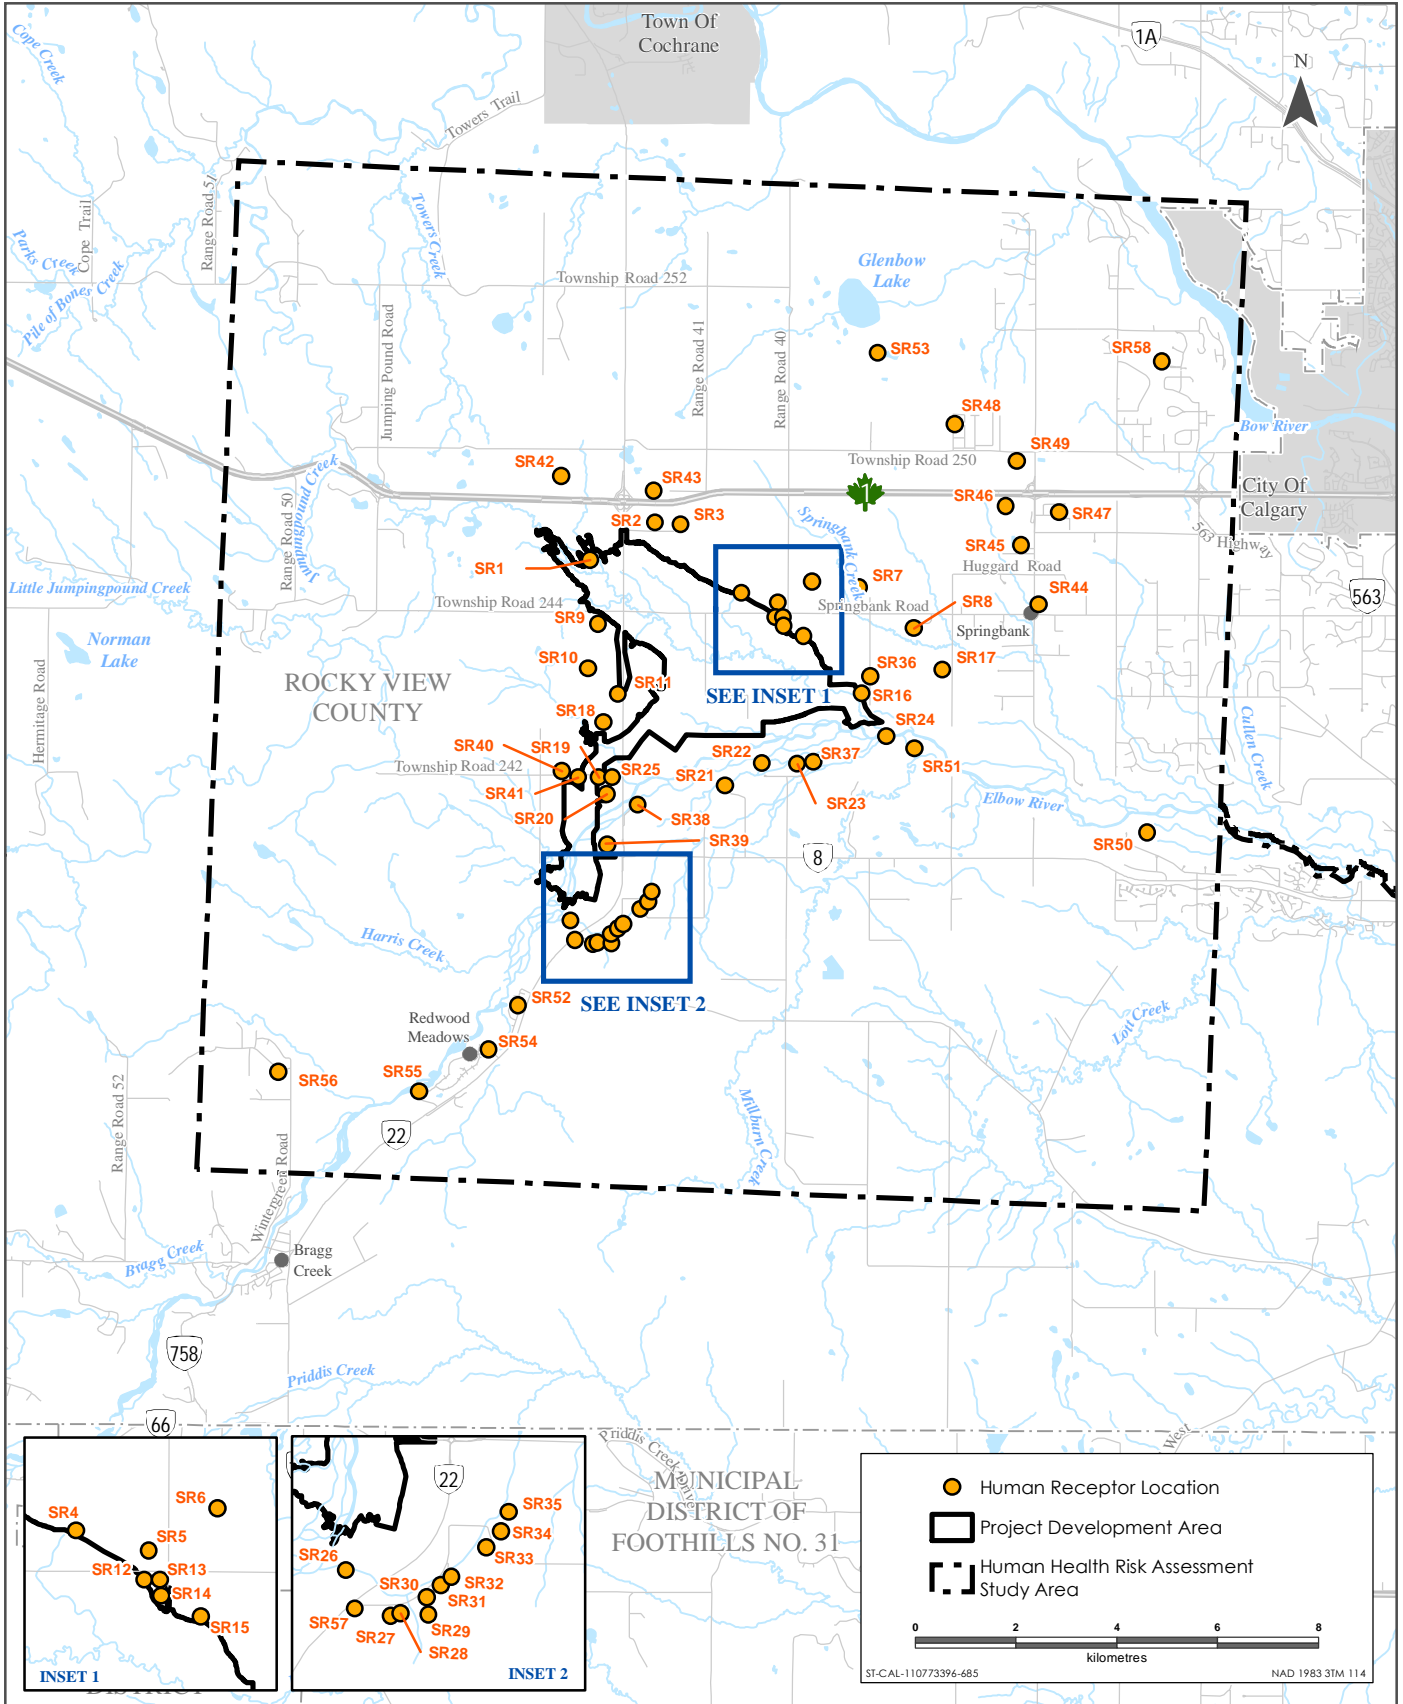 Town Of
Cochrane
1A
N
Cope Creek
Towers Trail
Cope Trail
Range Road 51
Towers Creek
Parks Creek
Pile of Bones Creek
Township Road 252
Glenbow
Lake
Jumping Pound Road
Range Road 41
Range Road 40
SR53
SR58
SR48
Bow River
SR49
Township Road 250
SR42
SR43
1
City Of
Calgary
SR46
SR47
SR2
SR3
Range Road 50
Jumpingpound Creek
Springbank Creek
SR45
563 Highway
SR1
Huggard Road
Little Jumpingpound Creek
SR7
563
Township Road 244
Springbank Road
SR8
SR44
Springbank
SR9
Norman
Lake
SR10
SR36
SR17
Hermitage Road
ROCKY VIEW
COUNTY
SR11
SEE INSET 1
SR16
SR18
SR24
Cullen Creek
SR40
SR19
SR22
SR37
SR51
Township Road 242
SR25
SR21
SR41
SR23
Elbow River
SR20
SR38
SR39
8
SR50
Harris Creek
SR52
SEE INSET 2
Redwood
Meadows
Lott Creek
SR54
SR56
SR55
Range Road 52
22
Millburn Creek
Wintergreen Road
Bragg Creek
Bragg
Creek
758
Priddis Creek
66
Priddis Creek Drive
West
MUNICIPAL
DISTRICT OF
FOOTHILLS NO. 31
SR6
SR4
SR5
SR12
SR13
SR14
SR15
INSET 1
22
SR35
SR34
SR33
SR26
SR32
SR30
SR31
SR57
SR29
SR27
SR28
INSET 2
DISTRICT
Human Receptor Location
Project Development Area
Human Health Risk Assessment
Study Area
0 2 4 6 8
kilometres
ST-CAL-110773396-685
NAD 1983 3TM 114